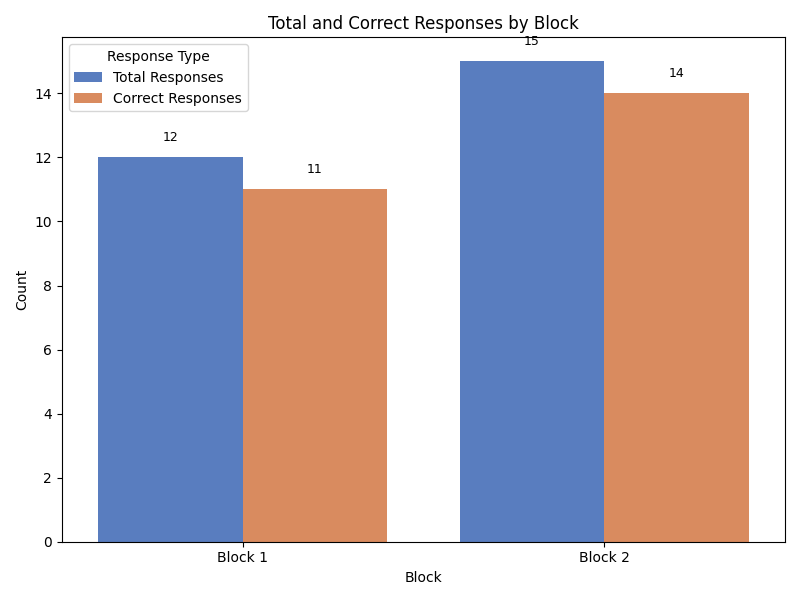 Total and Correct Responses by Block
Response Type
Total Responses
Correct Responses
12
11
15
14
14
12
10
8
6
4
2
0
Count
Block 1
Block 2
Block